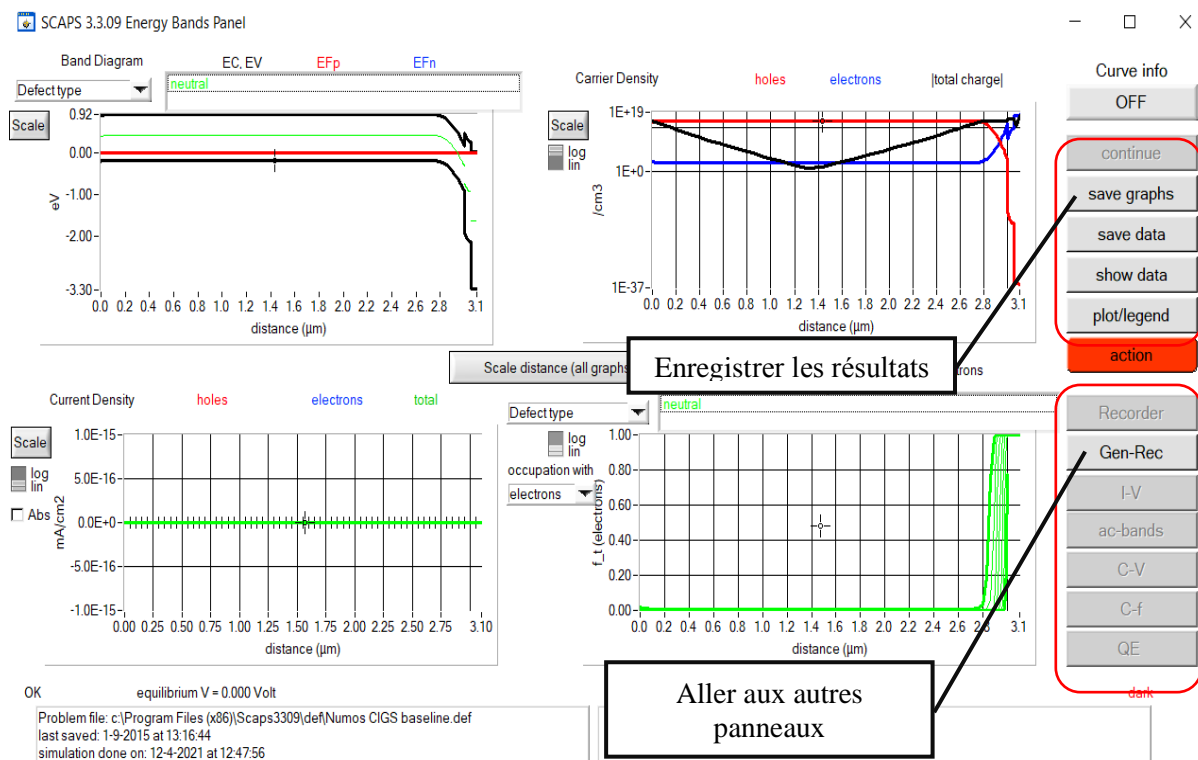 SCAPS 3.3.09 Energy Bands Panel
Band Diagram EC, EV EFp EFn
Defect type
neutral
Scale
0.92
0.00
-1.00
-2.00
-3.30
eV
0.0 0.2 0.4 0.6 0.8 1.0 1.2 1.4 1.6 1.8 2.0 2.2 2.4 2.6 2.8 3.1
distance (µm)
Carrier Density holes electrons |total charge|
Scale
log
lin
1E+19
1E+0
1E-37
/cm3
0.0 0.2 0.4 0.6 0.8 1.0 1.2 1.4 1.6 1.8 2.0 2.2 2.4 2.6 2.8 3.1
distance (µm)
Curve info
OFF
continue
save graphs
save data
show data
plot/legend
action
Enregistrer les résultats
Scale distance (all graphs
trons
Current Density holes electrons total
Scale
log
lin
Abs
1.0E-15
5.0E-16
0.0E+0
-5.0E-16
-1.0E-15
mA/cm2
0.00 0.25 0.50 0.75 1.00 1.25 1.50 1.75 2.00 2.25 2.50 2.75 3.10
distance (µm)
Defect type
neutral
log
lin
occupation with
electrons
1.00
0.80
0.60
0.40
0.20
0.00
f_t (electrons)
0.0 0.2 0.4 0.6 0.8 1.0 1.2 1.4 1.6 1.8 2.0 2.2 2.4 2.6 2.8 3.1
distance (µm)
Recorder
Gen-Rec
I-V
ac-bands
C-V
C-f
QE
dark
Aller aux autres
panneaux
OK equilibrium V = 0.000 Volt
Problem file: c:\Program Files (x86)\Scaps3309\def\Numos CIGS baseline.def
last saved: 1-9-2015 at 13:16:44
simulation done on: 12-4-2021 at 12:47:56